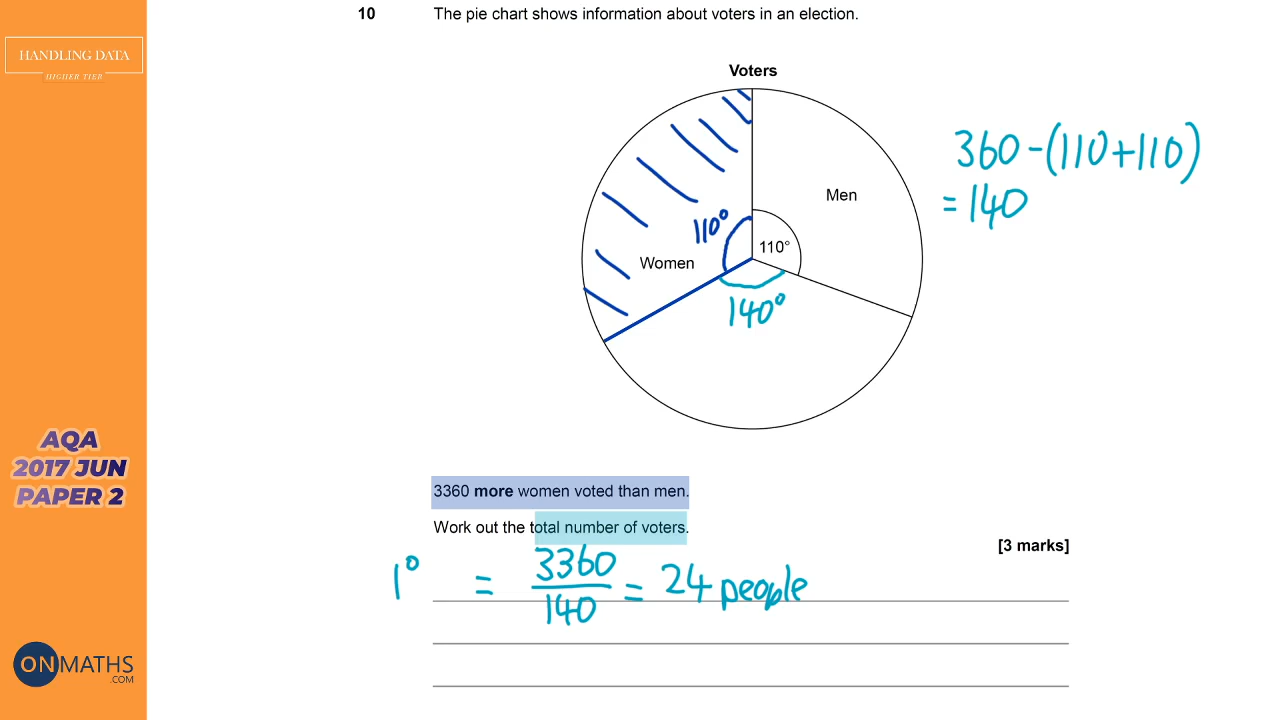 HANDLING DATA
HIGHER TIER
10 The pie chart shows information about voters in an election.
Voters
360-(110+110)
=140
Men
110°
110°
Women
140°
AQA
2017 JUN
PAPER 2
3360 more women voted than men.
Work out the total number of voters.
[3 marks]
1° = 3360/140 = 24 people
ONMATHS
.COM